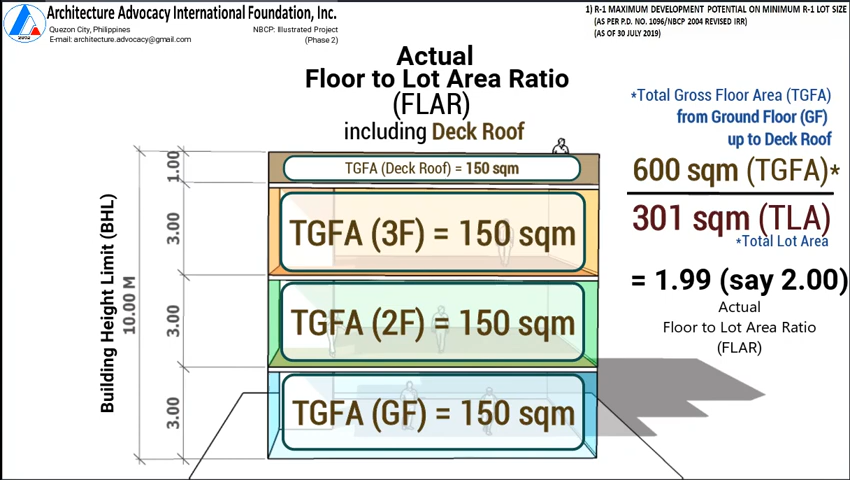 Architecture Advocacy International Foundation, Inc.
Quezon City, Philippines
E-mail: architecture.advocacy@gmail.com
NBCP: Illustrated Project
(Phase 2)
1) R-1 MAXIMUM DEVELOPMENT POTENTIAL ON MINIMUM R-1 LOT SIZE
(AS PER P.D. NO. 1096/NBCP 2004 REVISED IRR)
(AS OF 30 JULY 2019)
Actual
Floor to Lot Area Ratio
(FLAR)
including Deck Roof
*Total Gross Floor Area (TGFA)
from Ground Floor (GF)
up to Deck Roof
600 sqm (TGFA)*
301 sqm (TLA)
*Total Lot Area
= 1.99 (say 2.00)
Actual
Floor to Lot Area Ratio
(FLAR)
Building Height Limit (BHL)
10.00 M
1.00
3.00
3.00
3.00
TGFA (Deck Roof) = 150 sqm
TGFA (3F) = 150 sqm
TGFA (2F) = 150 sqm
TGFA (GF) = 150 sqm